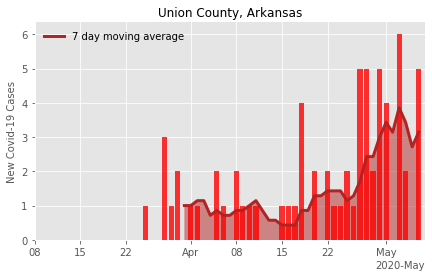 Union County, Arkansas
7 day moving average
New Covid-19 Cases
6
5
4
3
2
1
0
08 15 22 Apr 08 15 22 May
2020-May